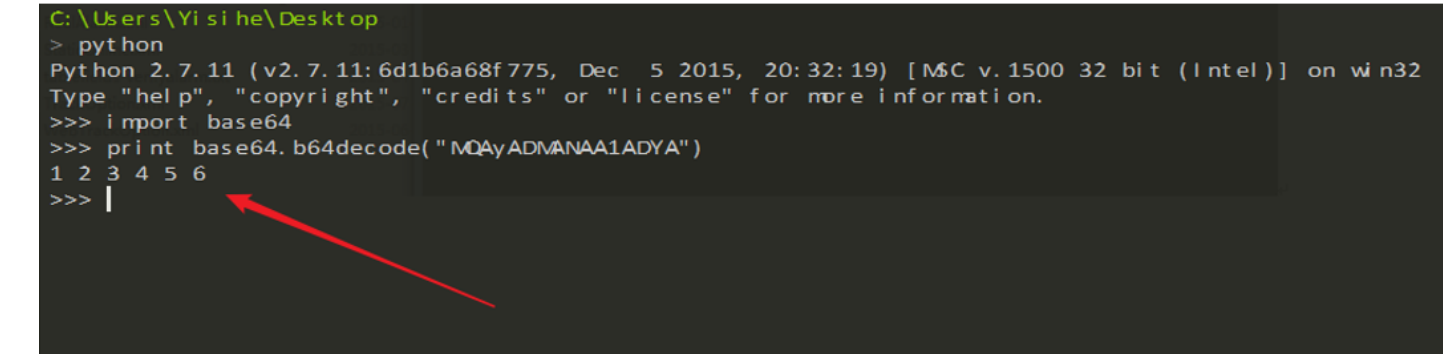 C:\Users\Yisihe\Desktop
> python
Python 2.7.11 (v2.7.11:6d1b6a68f775, Dec  5 2015, 20:32:19) [MSC v.1500 32 bit (Intel)] on win32
Type "help", "copyright", "credits" or "license" for more information.
>>> import base64
>>> print base64.b64decode("MQAyADMANAA1ADYA")
1 2 3 4 5 6
>>>